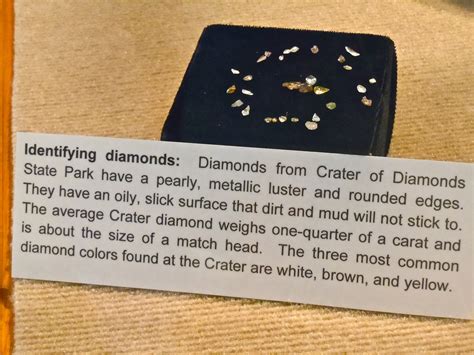 Identifying diamonds: Diamonds from Crater of Diamonds
State Park have a pearly, metallic luster and rounded edges.
They have an oily, slick surface that dirt and mud will not stick to.
The average Crater diamond weighs one-quarter of a carat and
is about the size of a match head. The three most common
diamond colors found at the Crater are white, brown, and yellow.